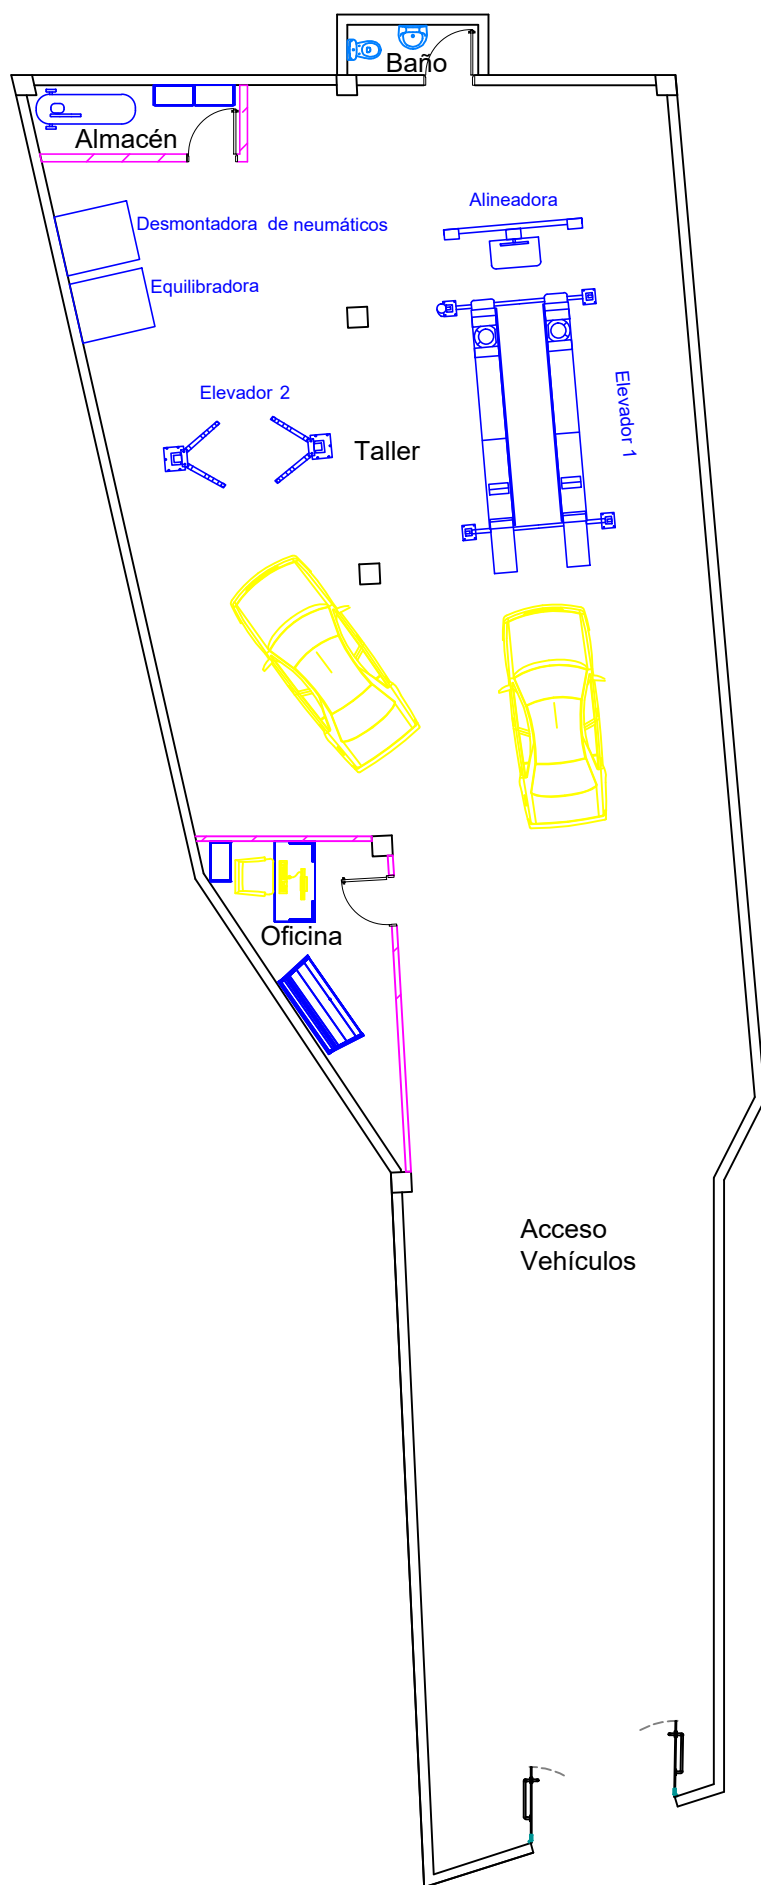 Baño
Almacén
Alineadora
Desmontadora de neumáticos
Equilibradora
Elevador 2
Elevador 1
Taller
Oficina
Acceso
Vehículos